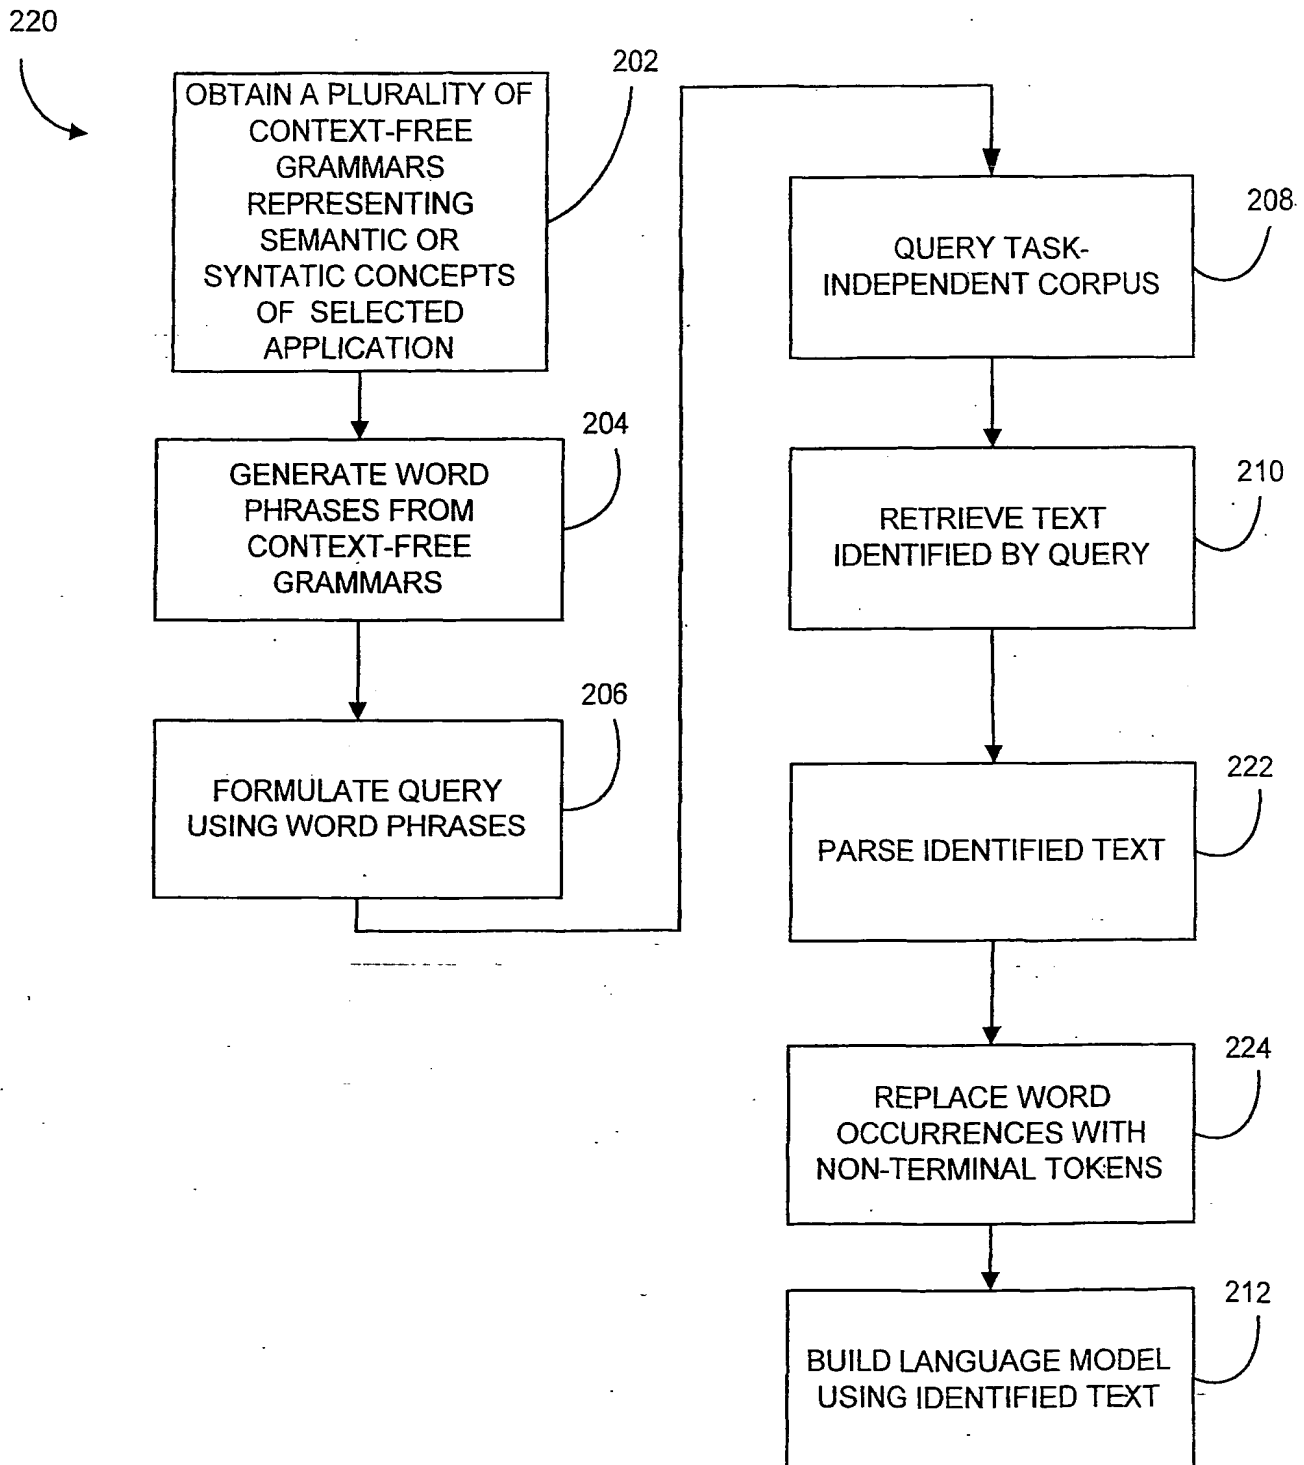 220
202
OBTAIN A PLURALITY OF
CONTEXT-FREE
GRAMMARS
REPRESENTING
SEMANTIC OR
SYNTATIC CONCEPTS
OF SELECTED
APPLICATION
204
GENERATE WORD
PHRASES FROM
CONTEXT-FREE
GRAMMARS
206
FORMULATE QUERY
USING WORD PHRASES
208
QUERY TASK-
INDEPENDENT CORPUS
210
RETRIEVE TEXT
IDENTIFIED BY QUERY
222
PARSE IDENTIFIED TEXT
224
REPLACE WORD
OCCURRENCES WITH
NON-TERMINAL TOKENS
212
BUILD LANGUAGE MODEL
USING IDENTIFIED TEXT